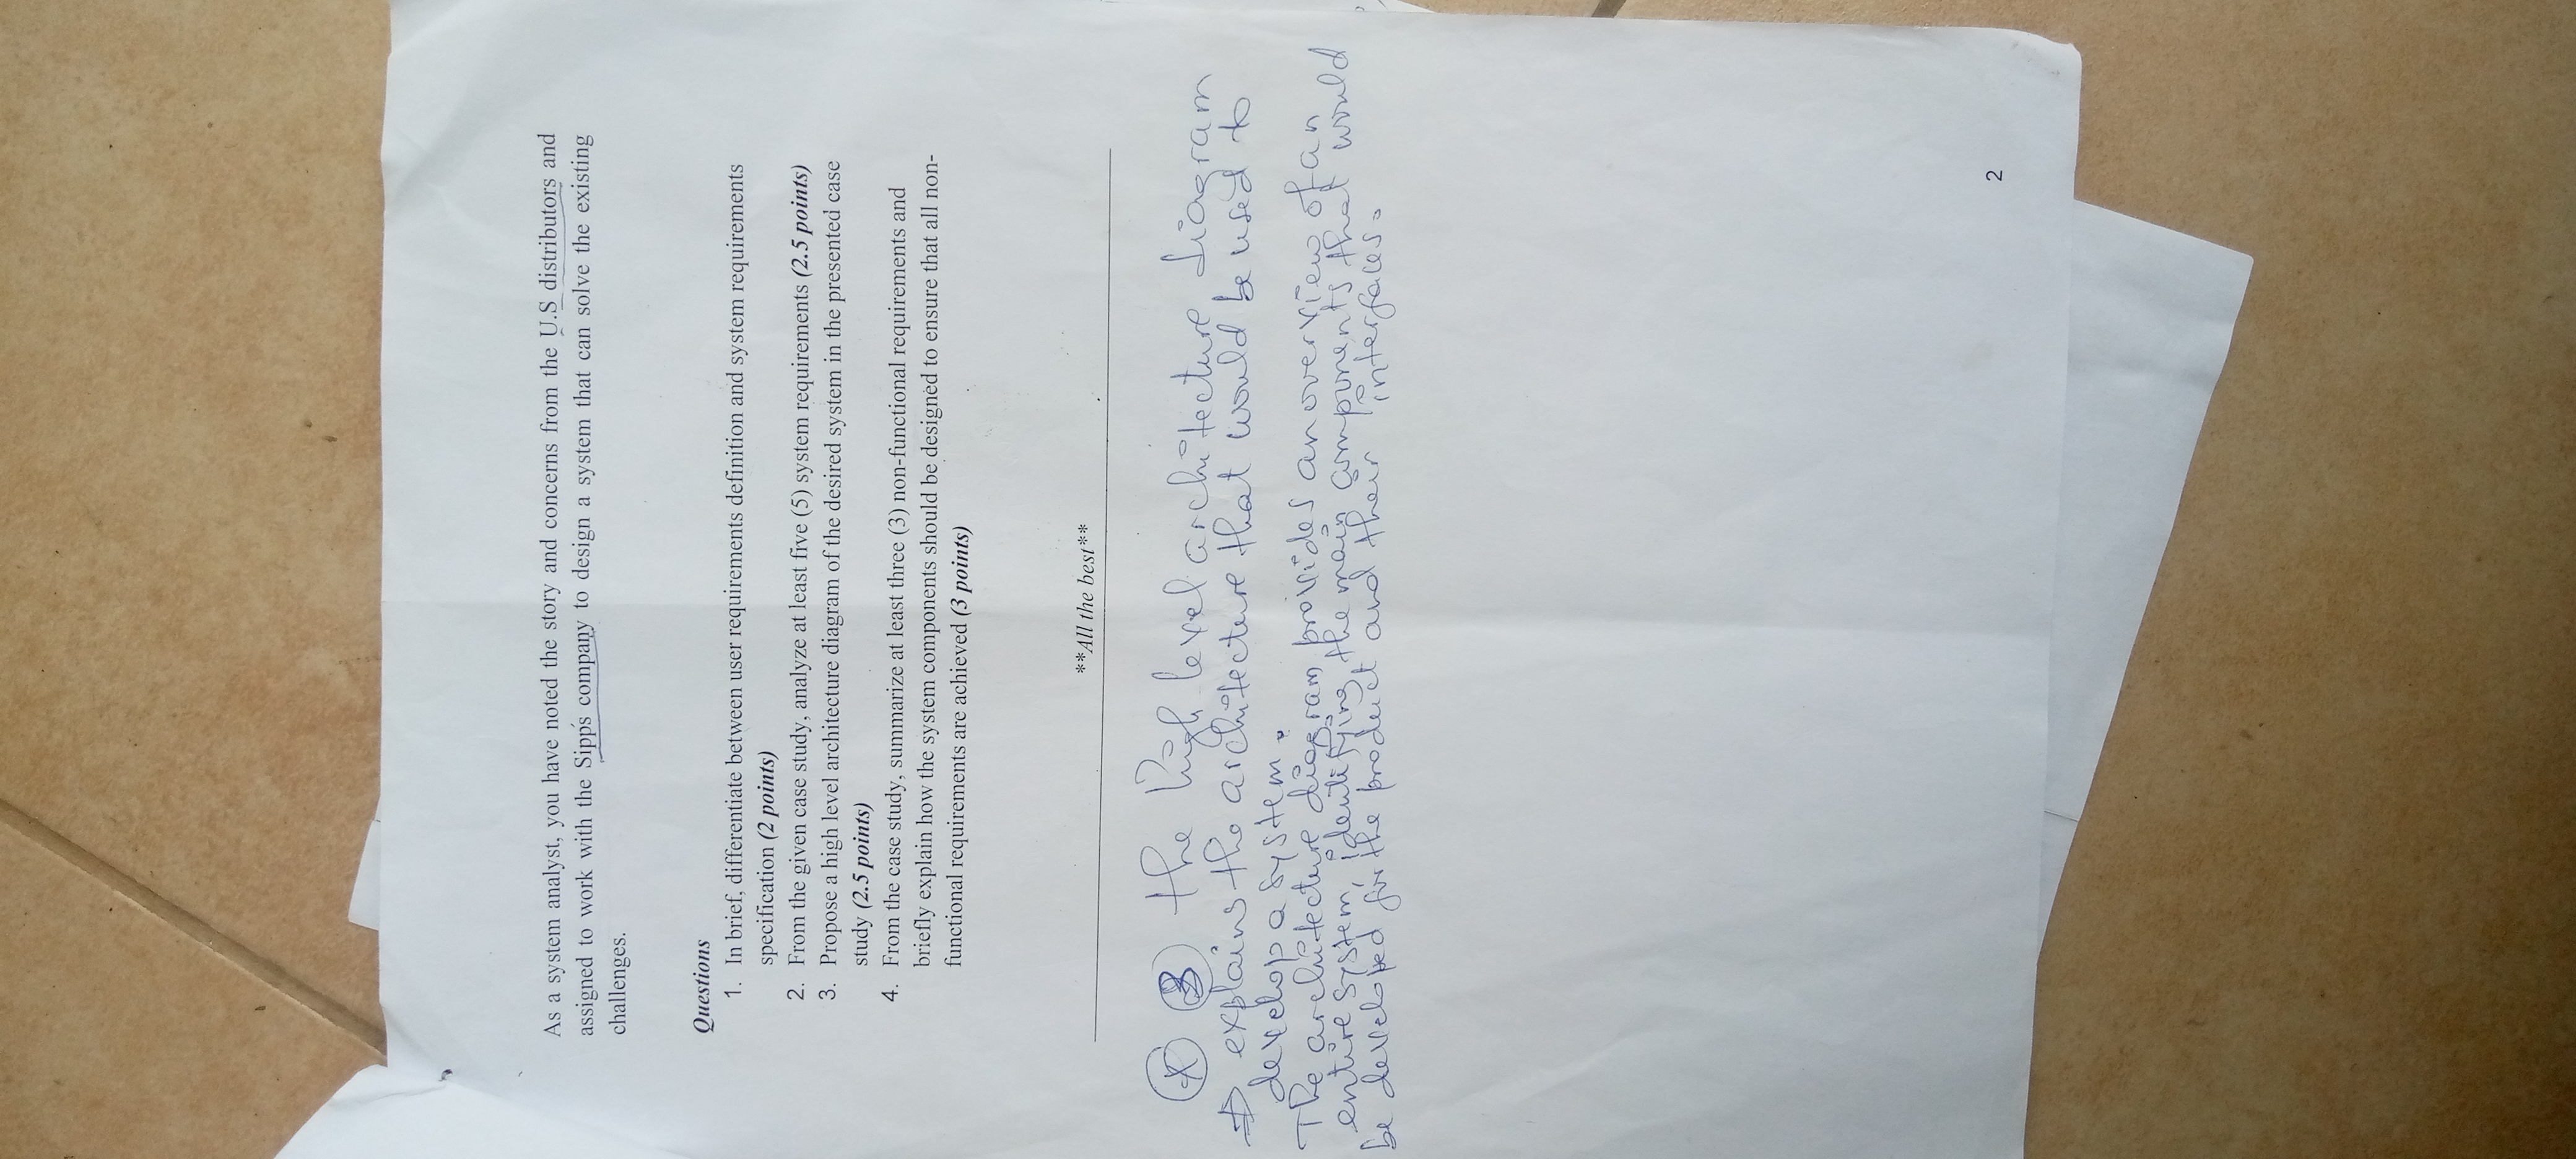 As a system analyst, you have noted the story and concerns from the U.S distributors and
assigned to work with the Sipp's company to design a system that can solve the existing
challenges.
Questions
1. In brief, differentiate between user requirements definition and system requirements
specification (2 points)
2. From the given case study, analyze at least five (5) system requirements (2.5 points)
3. Propose a high level architecture diagram of the desired system in the presented case
study (2.5 points)
4. From the case study, summarize at least three (3) non-functional requirements and
briefly explain how the system components should be designed to ensure that all non-
functional requirements are achieved (3 points)
**All the best**
3 the high level architecture diagram
⇒ explains the architecture that would be used to
develop a system.
The architecture diagram provides an overview of an
entire system, identifying the main components that would
be developed for the product and their interfaces.
2